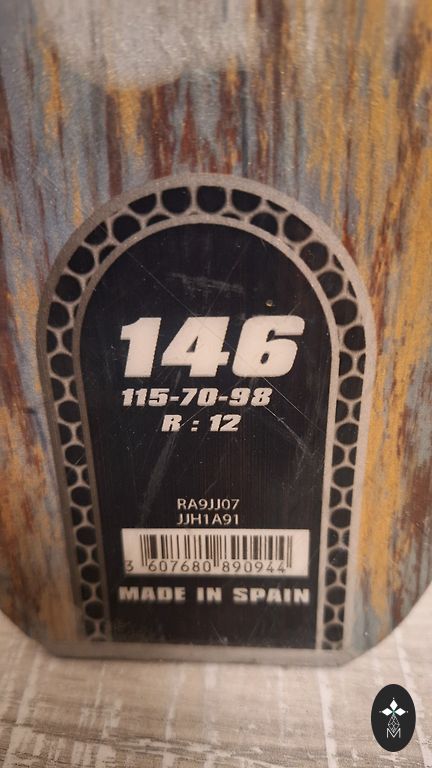 146
115-70-98
R : 12
RA9JJ07
JJH1A91
3 607680 890944
MADE IN SPAIN